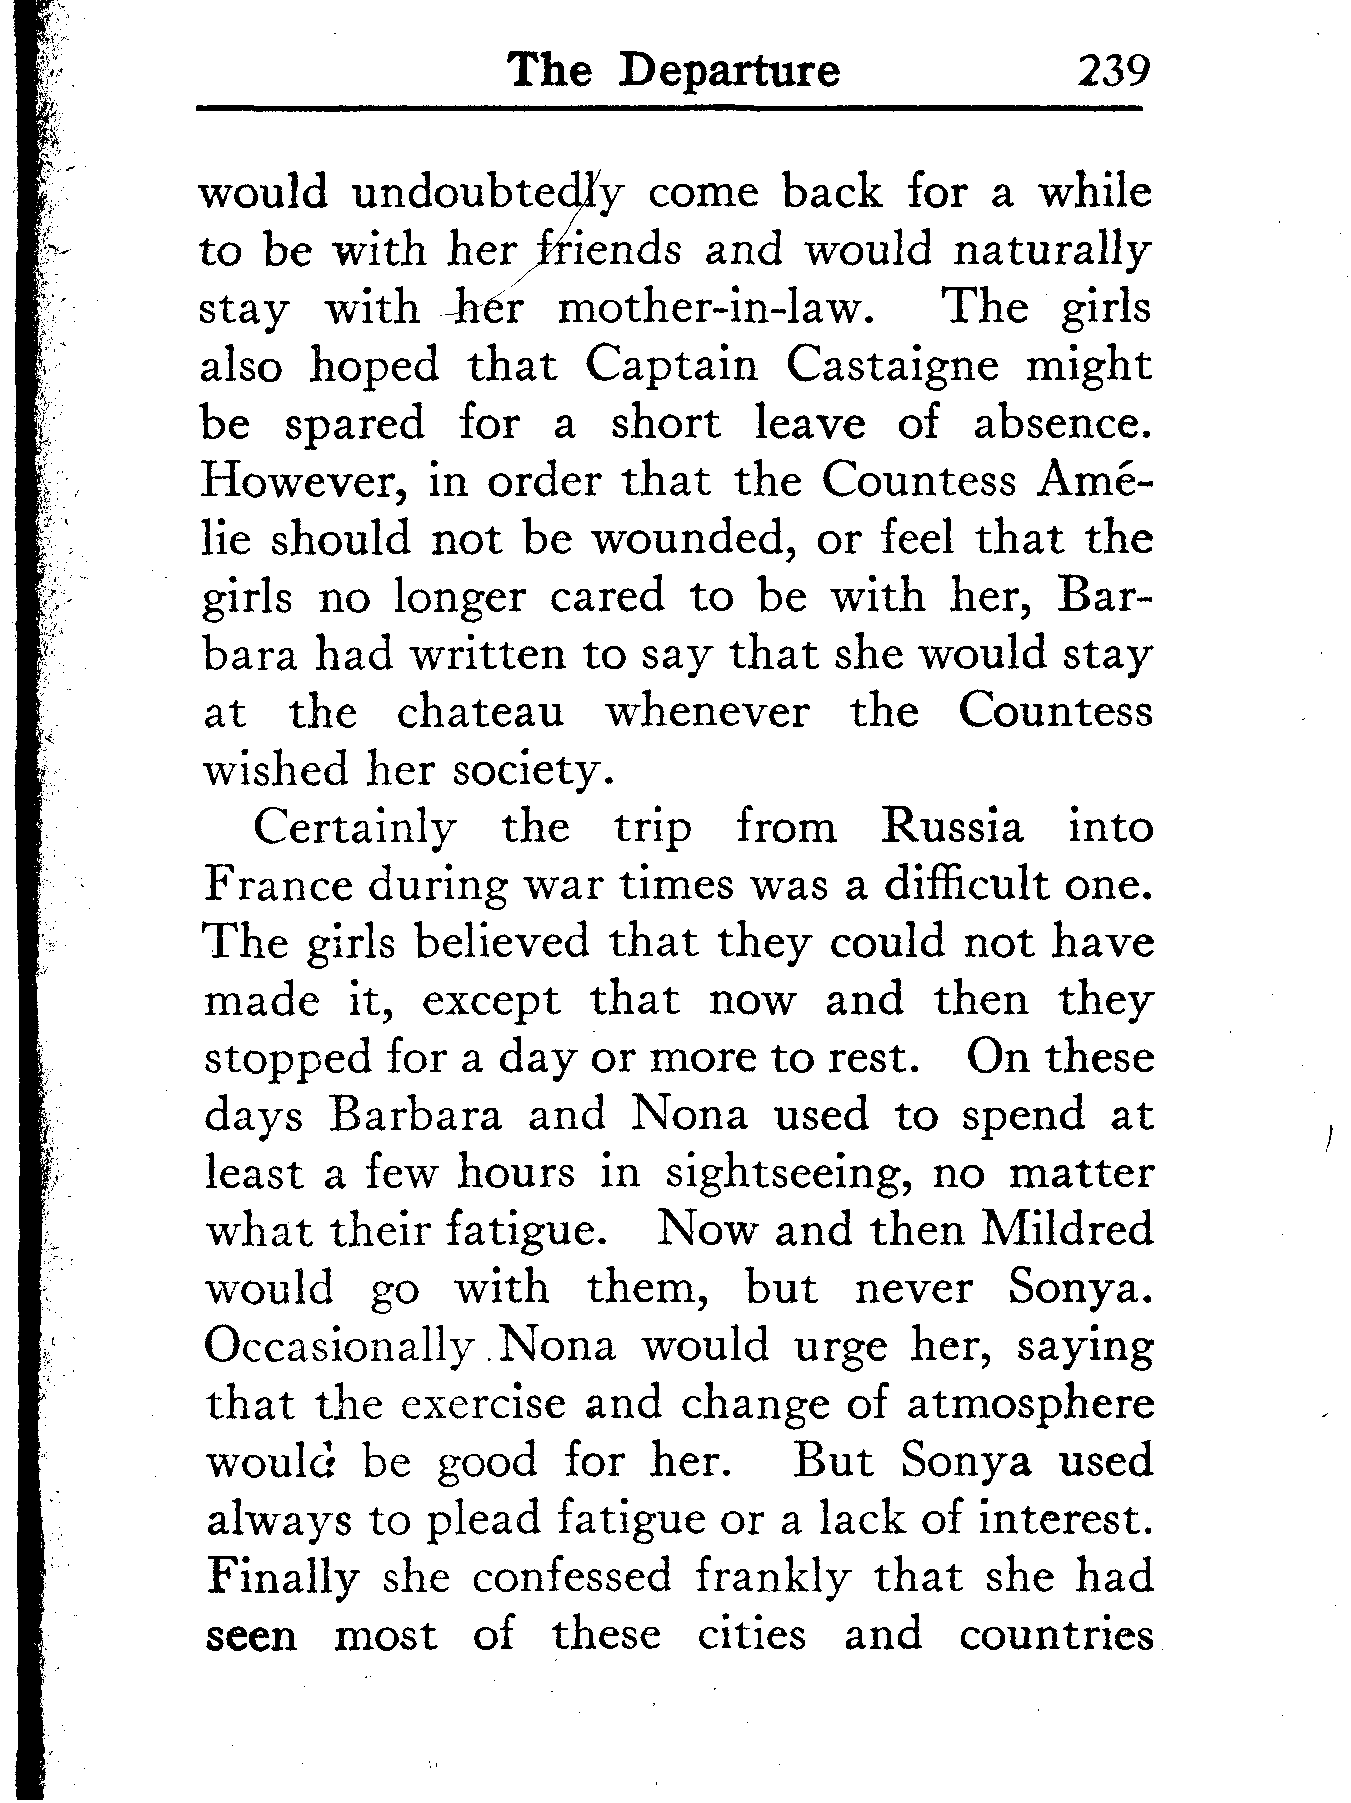 The Departure 239
would undoubtedly come back for a while
to be with her friends and would naturally
stay with her mother-in-law. The girls
also hoped that Captain Castaigne might
be spared for a short leave of absence.
However, in order that the Countess Amé-
lie should not be wounded, or feel that the
girls no longer cared to be with her, Bar-
bara had written to say that she would stay
at the chateau whenever the Countess
wished her society.
Certainly the trip from Russia into
France during war times was a difficult one.
The girls believed that they could not have
made it, except that now and then they
stopped for a day or more to rest. On these
days Barbara and Nona used to spend at
least a few hours in sightseeing, no matter
what their fatigue. Now and then Mildred
would go with them, but never Sonya.
Occasionally Nona would urge her, saying
that the exercise and change of atmosphere
would be good for her. But Sonya used
always to plead fatigue or a lack of interest.
Finally she confessed frankly that she had
seen most of these cities and countries